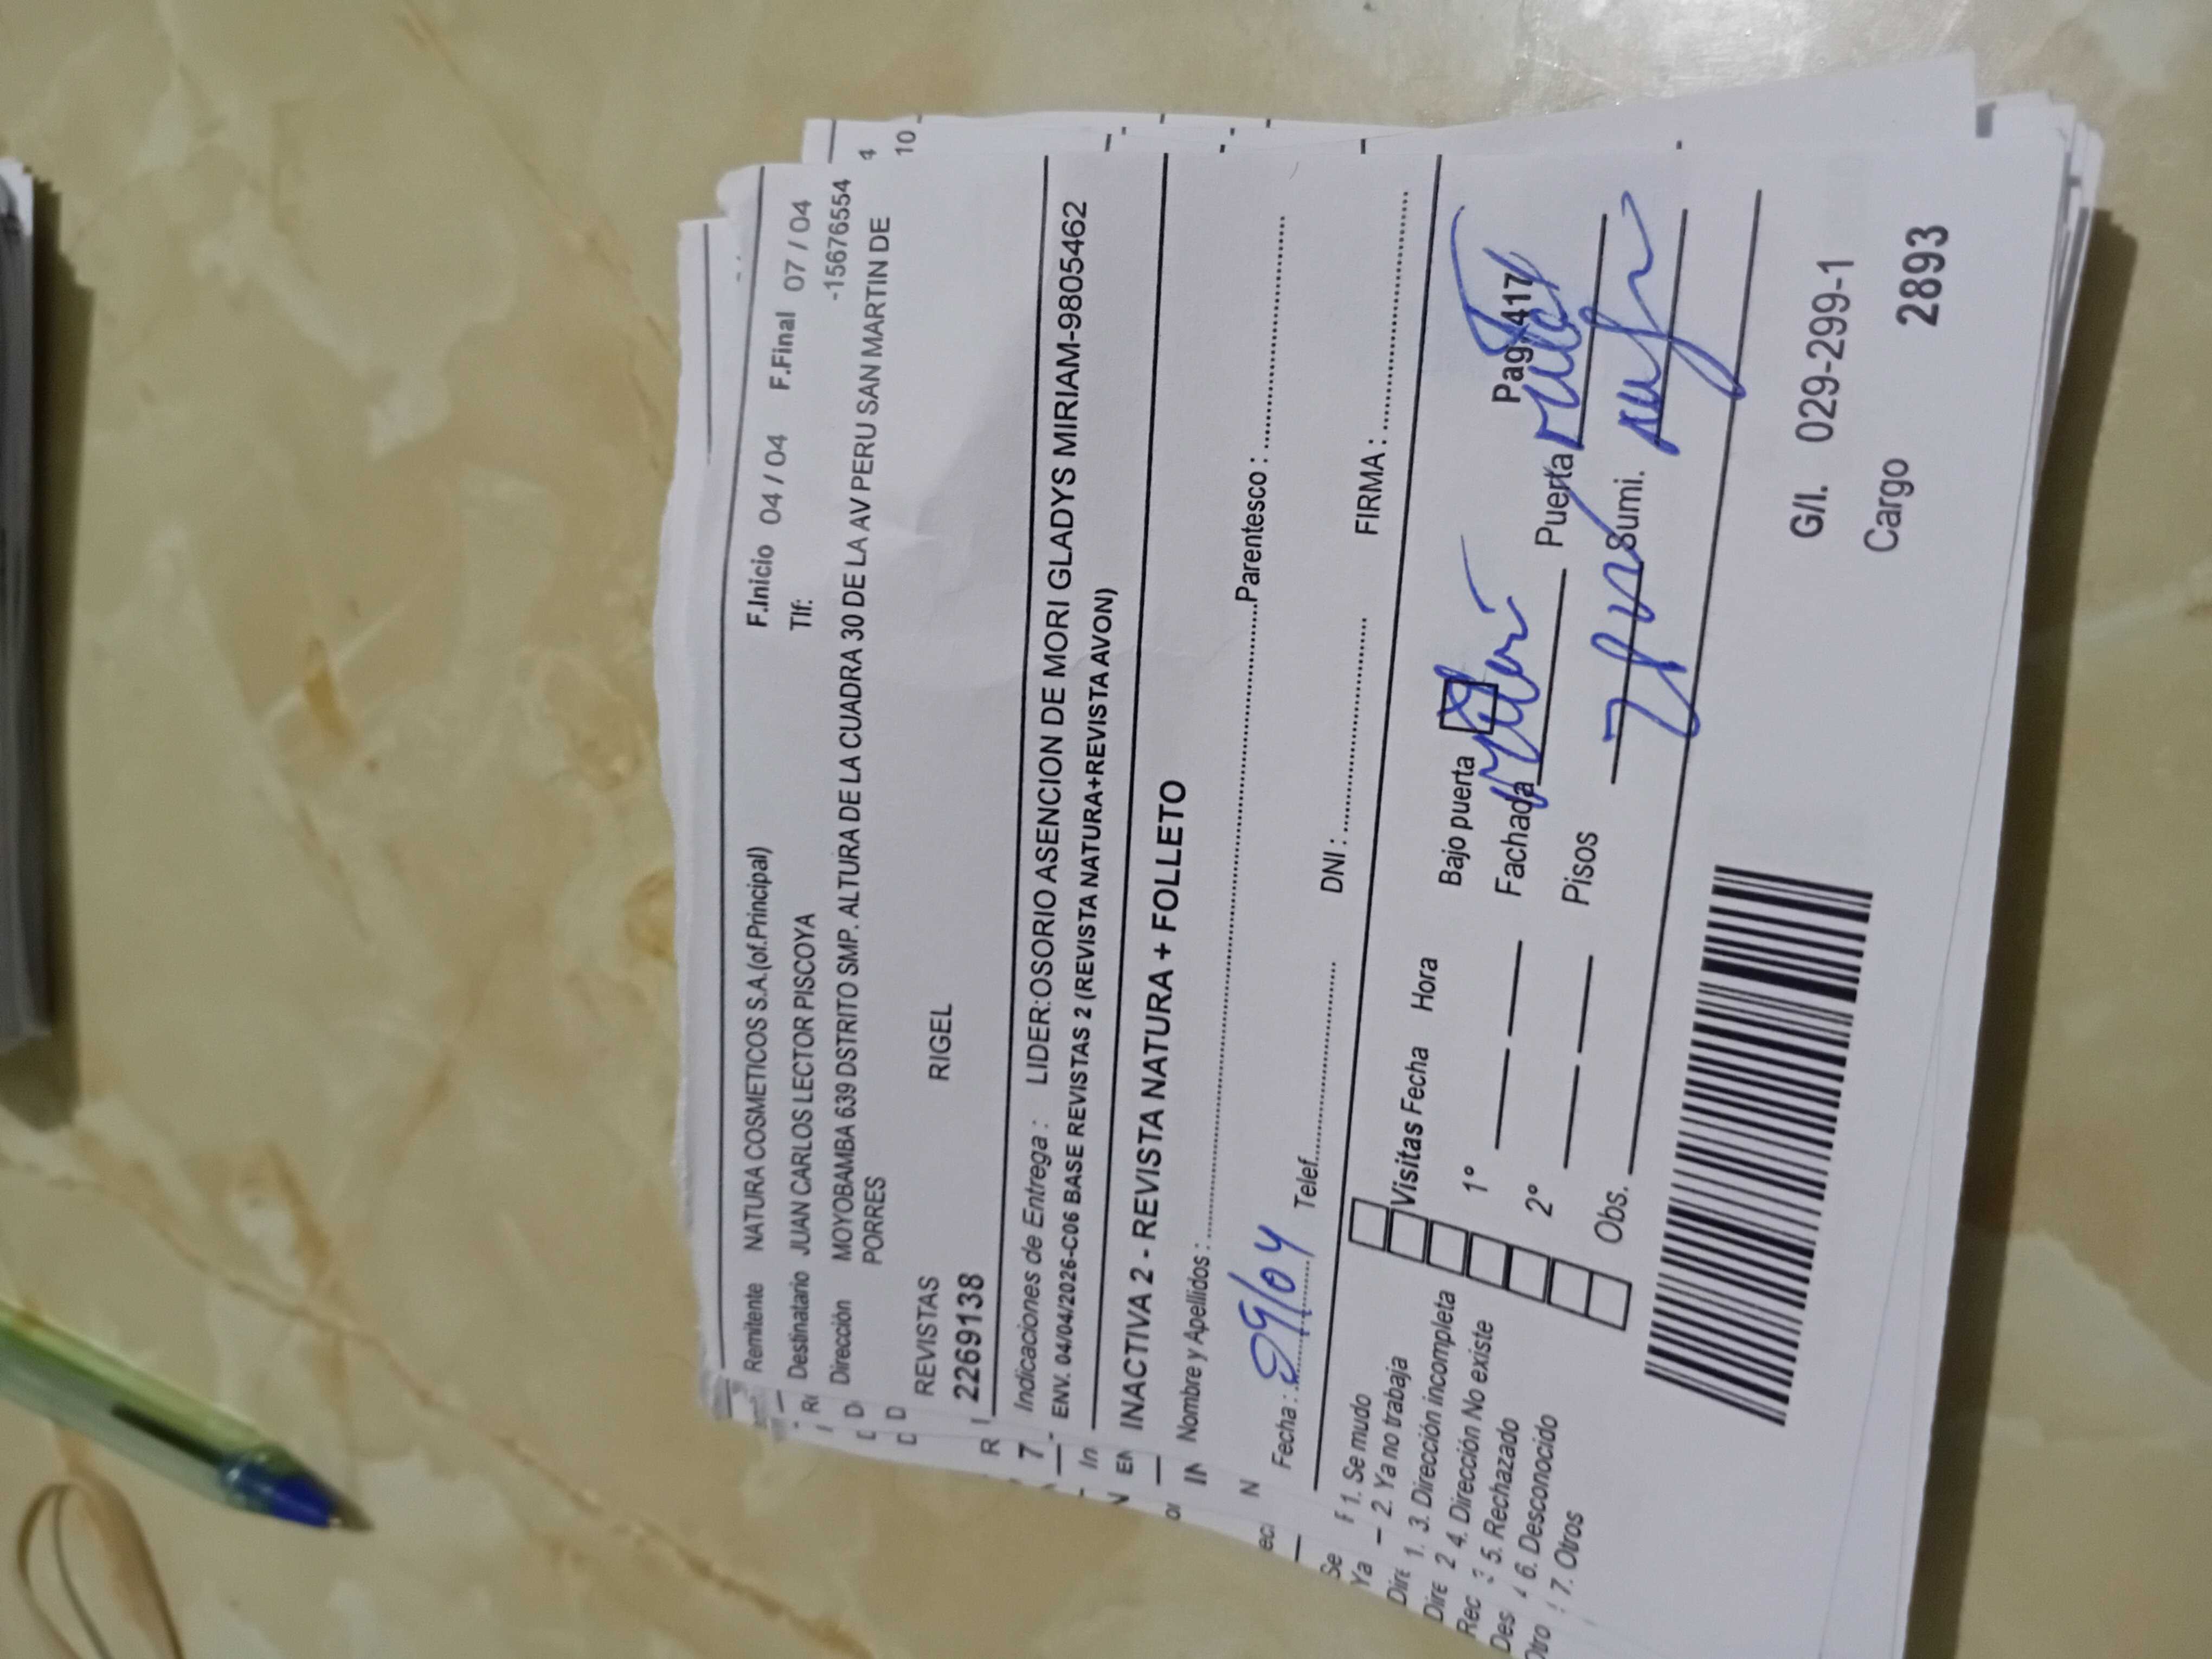 Remitente NATURA COSMETICOS S.A.(of.Principal) F.Inicio 04 / 04 F.Final 07 / 04
Destinatario JUAN CARLOS LECTOR PISCOYA Tlf: -15676554
Dirección MOYOBAMBA 639 DSTRITO SMP. ALTURA DE LA CUADRA 30 DE LA AV PERU SAN MARTIN DE
PORRES
REVISTAS RIGEL
22691138
Indicaciones de Entrega : LIDER:OSORIO ASENCION DE MORI GLADYS MIRIAM-9805462
ENV. 04/04/2026-C06 BASE REVISTAS 2 (REVISTA NATURA+REVISTA AVON)
INACTIVA 2 - REVISTA NATURA + FOLLETO
Nombre y Apellidos : Parentesco :
Fecha : 09/04 Telef. DNI : FIRMA :
1. Se mudo
2. Ya no trabaja
3. Dirección incompleta
4. Dirección No existe
5. Rechazado
6. Desconocido
7. Otros
Visitas Fecha Hora Bajo puerta Pag. 417
1° Fachada Puerta
2° Pisos Sumi.
Obs.
G/I. 029-299-1
Cargo 2893